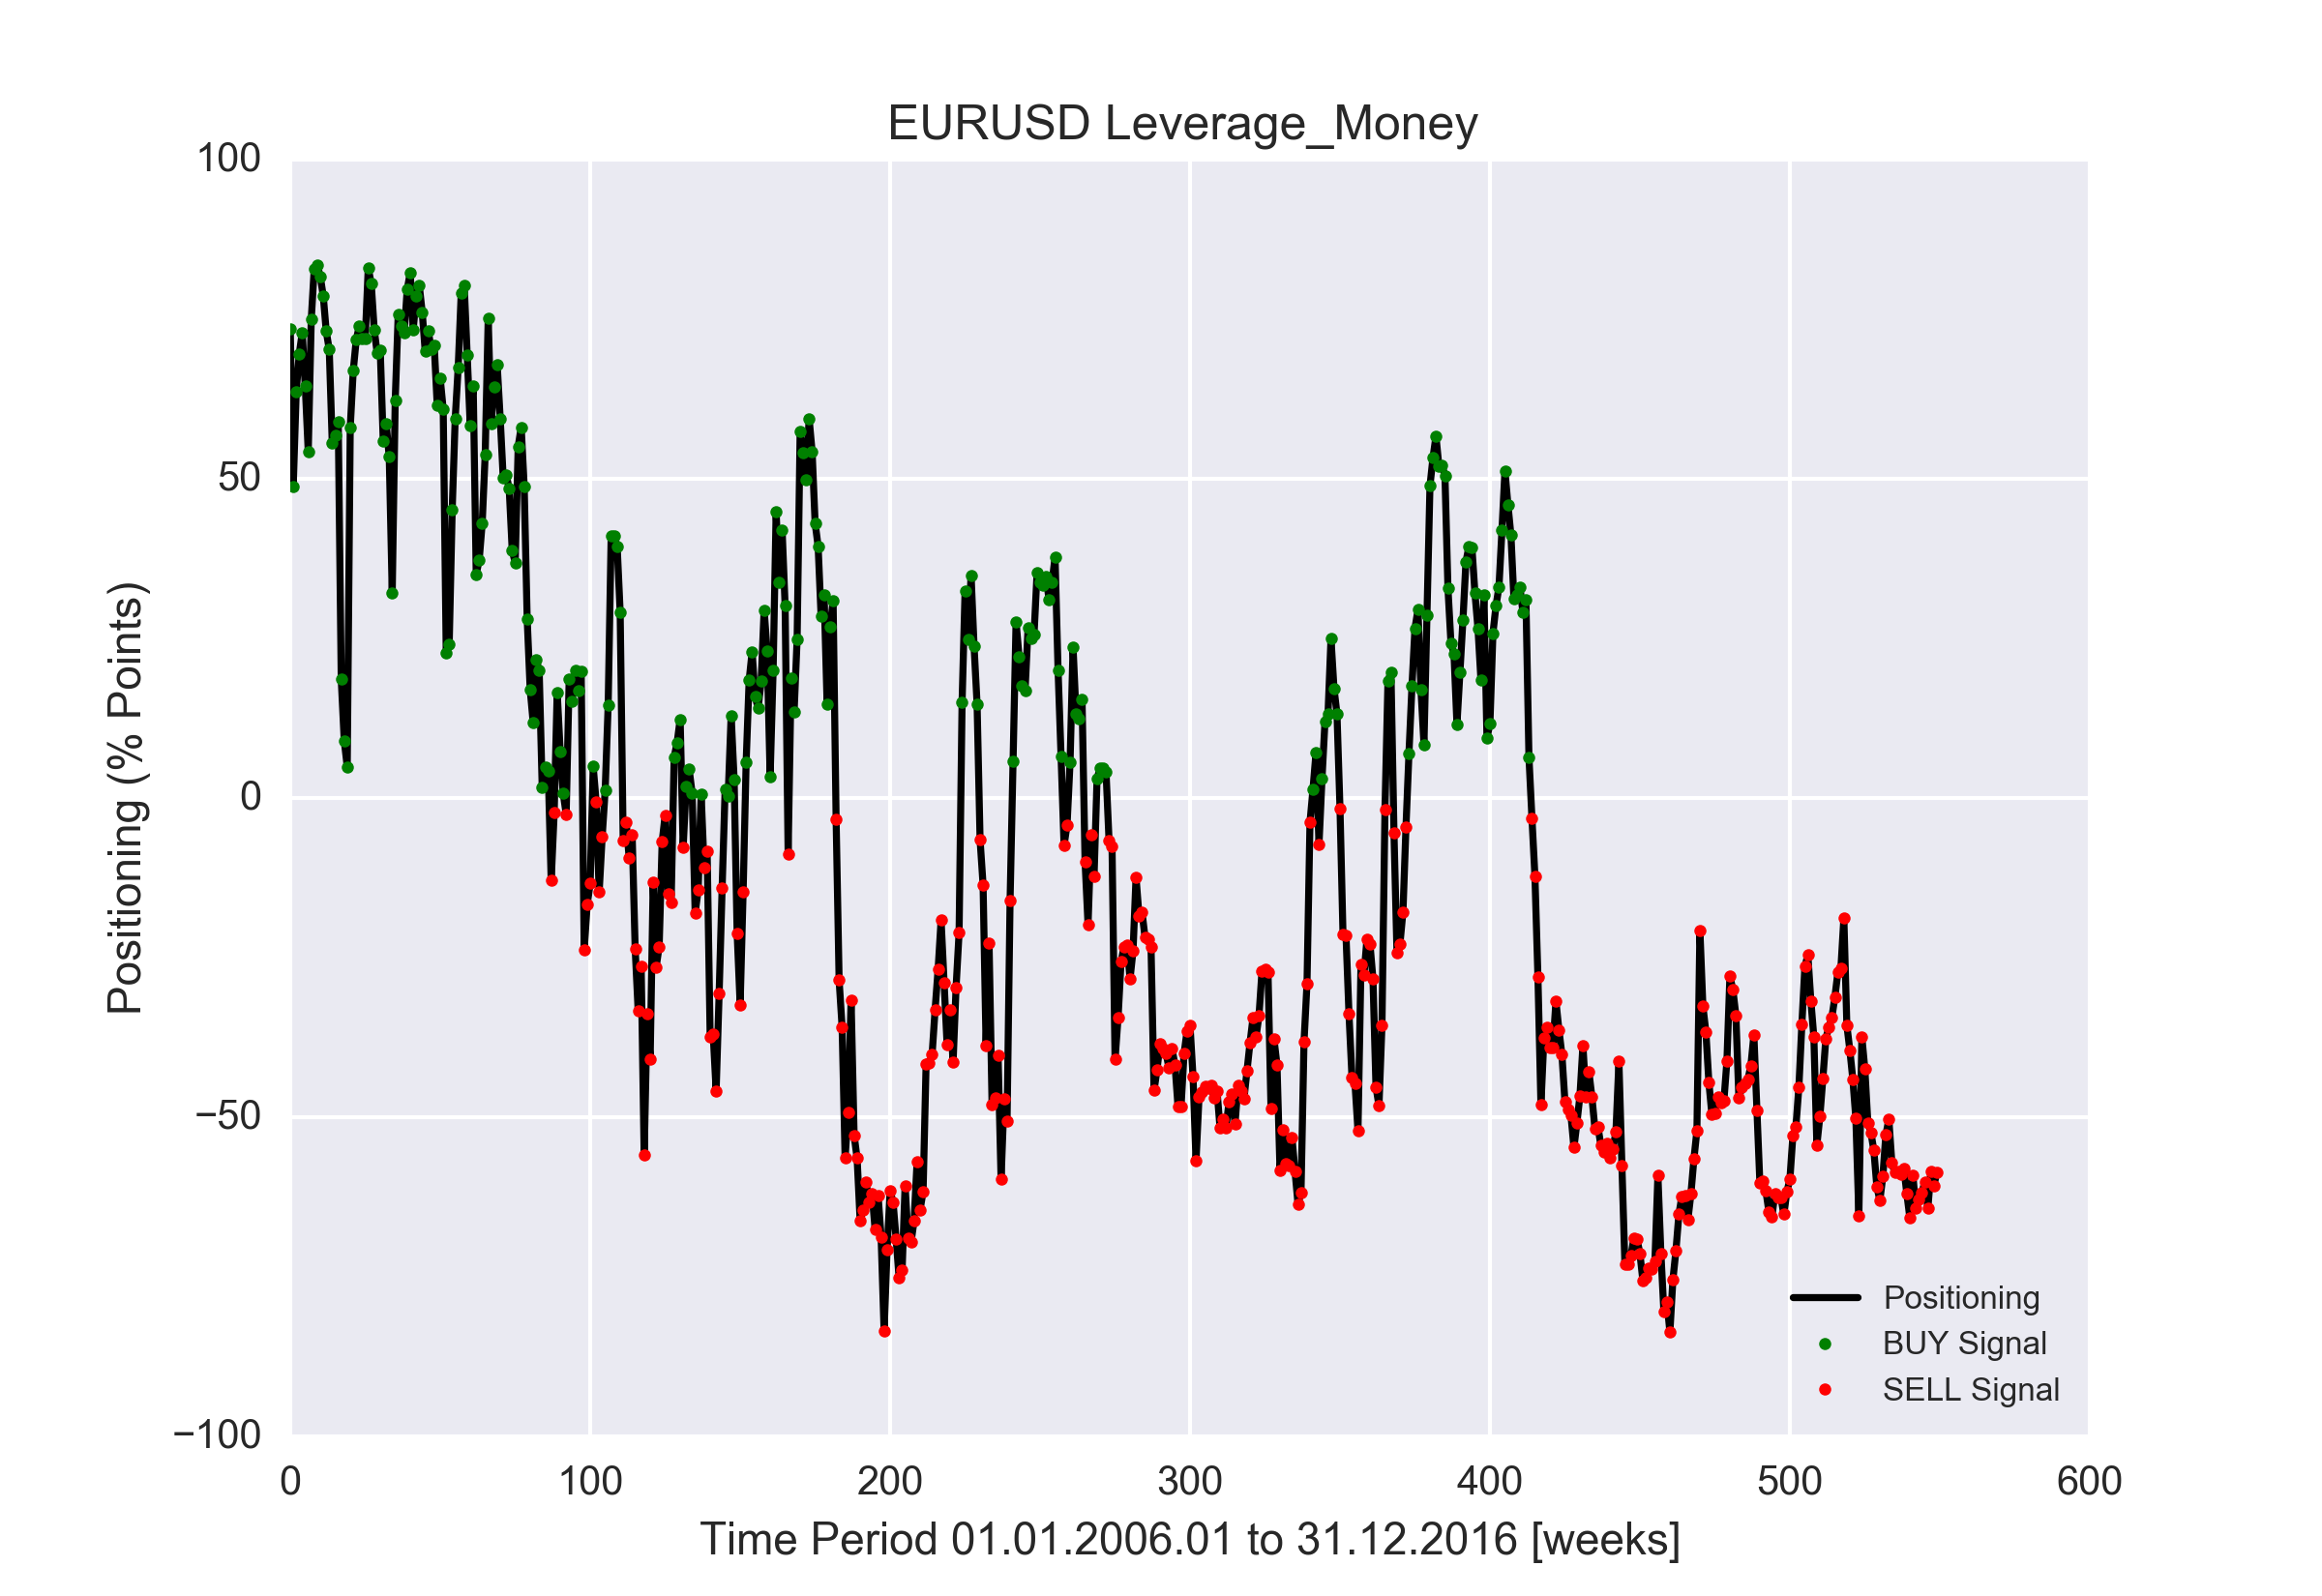 EURUSD Leverage_Money
100
50
0
−50
−100
Positioning (% Points)
Positioning
BUY Signal
SELL Signal
0 100 200 300 400 500 600
Time Period 01.01.2006.01 to 31.12.2016 [weeks]